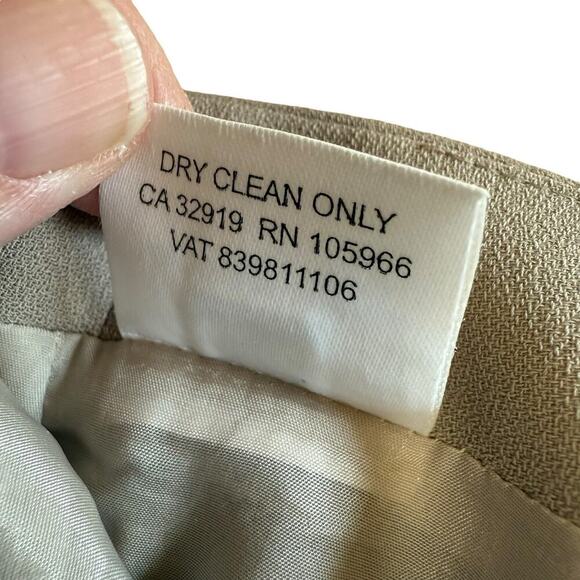 DRY CLEAN ONLY
CA 32919 RN 105966
VAT 839811106